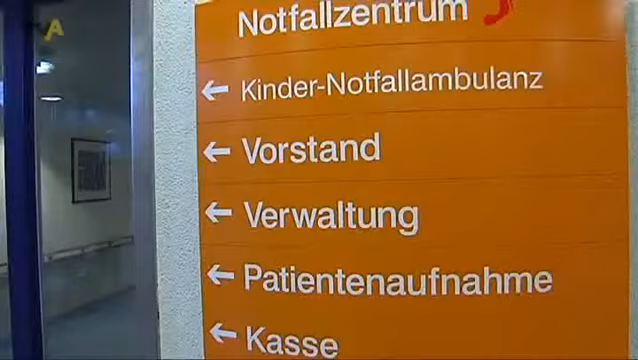 A
Notfallzentrum
← Kinder-Notfallambulanz
← Vorstand
← Verwaltung
← Patientenaufnahme
← Kasse